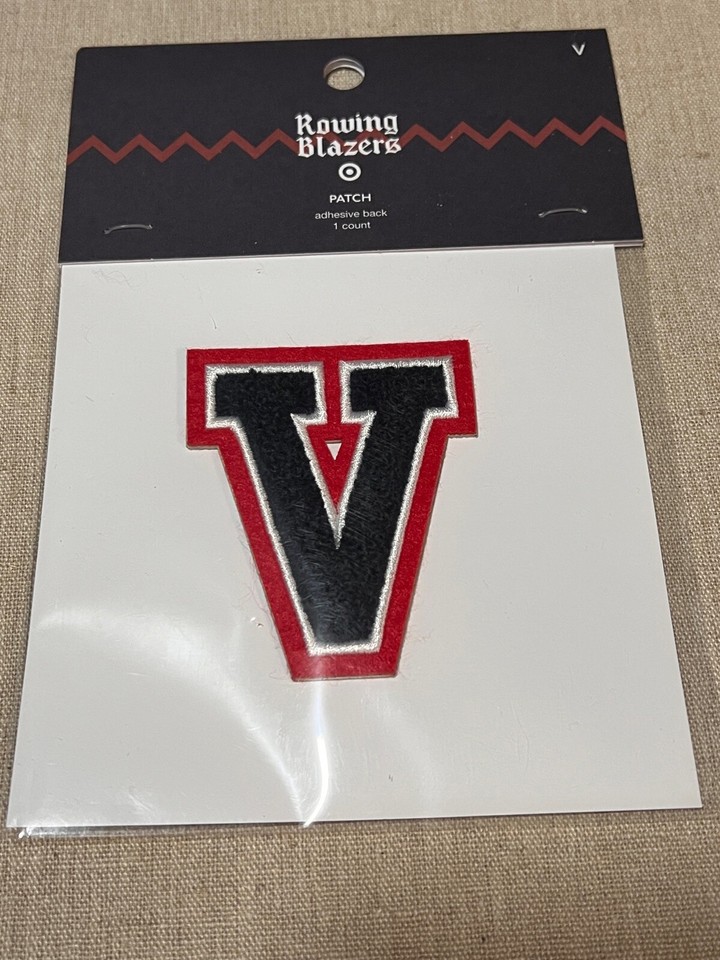 V
Rowing
Blazers
PATCH
adhesive back
1 count
V